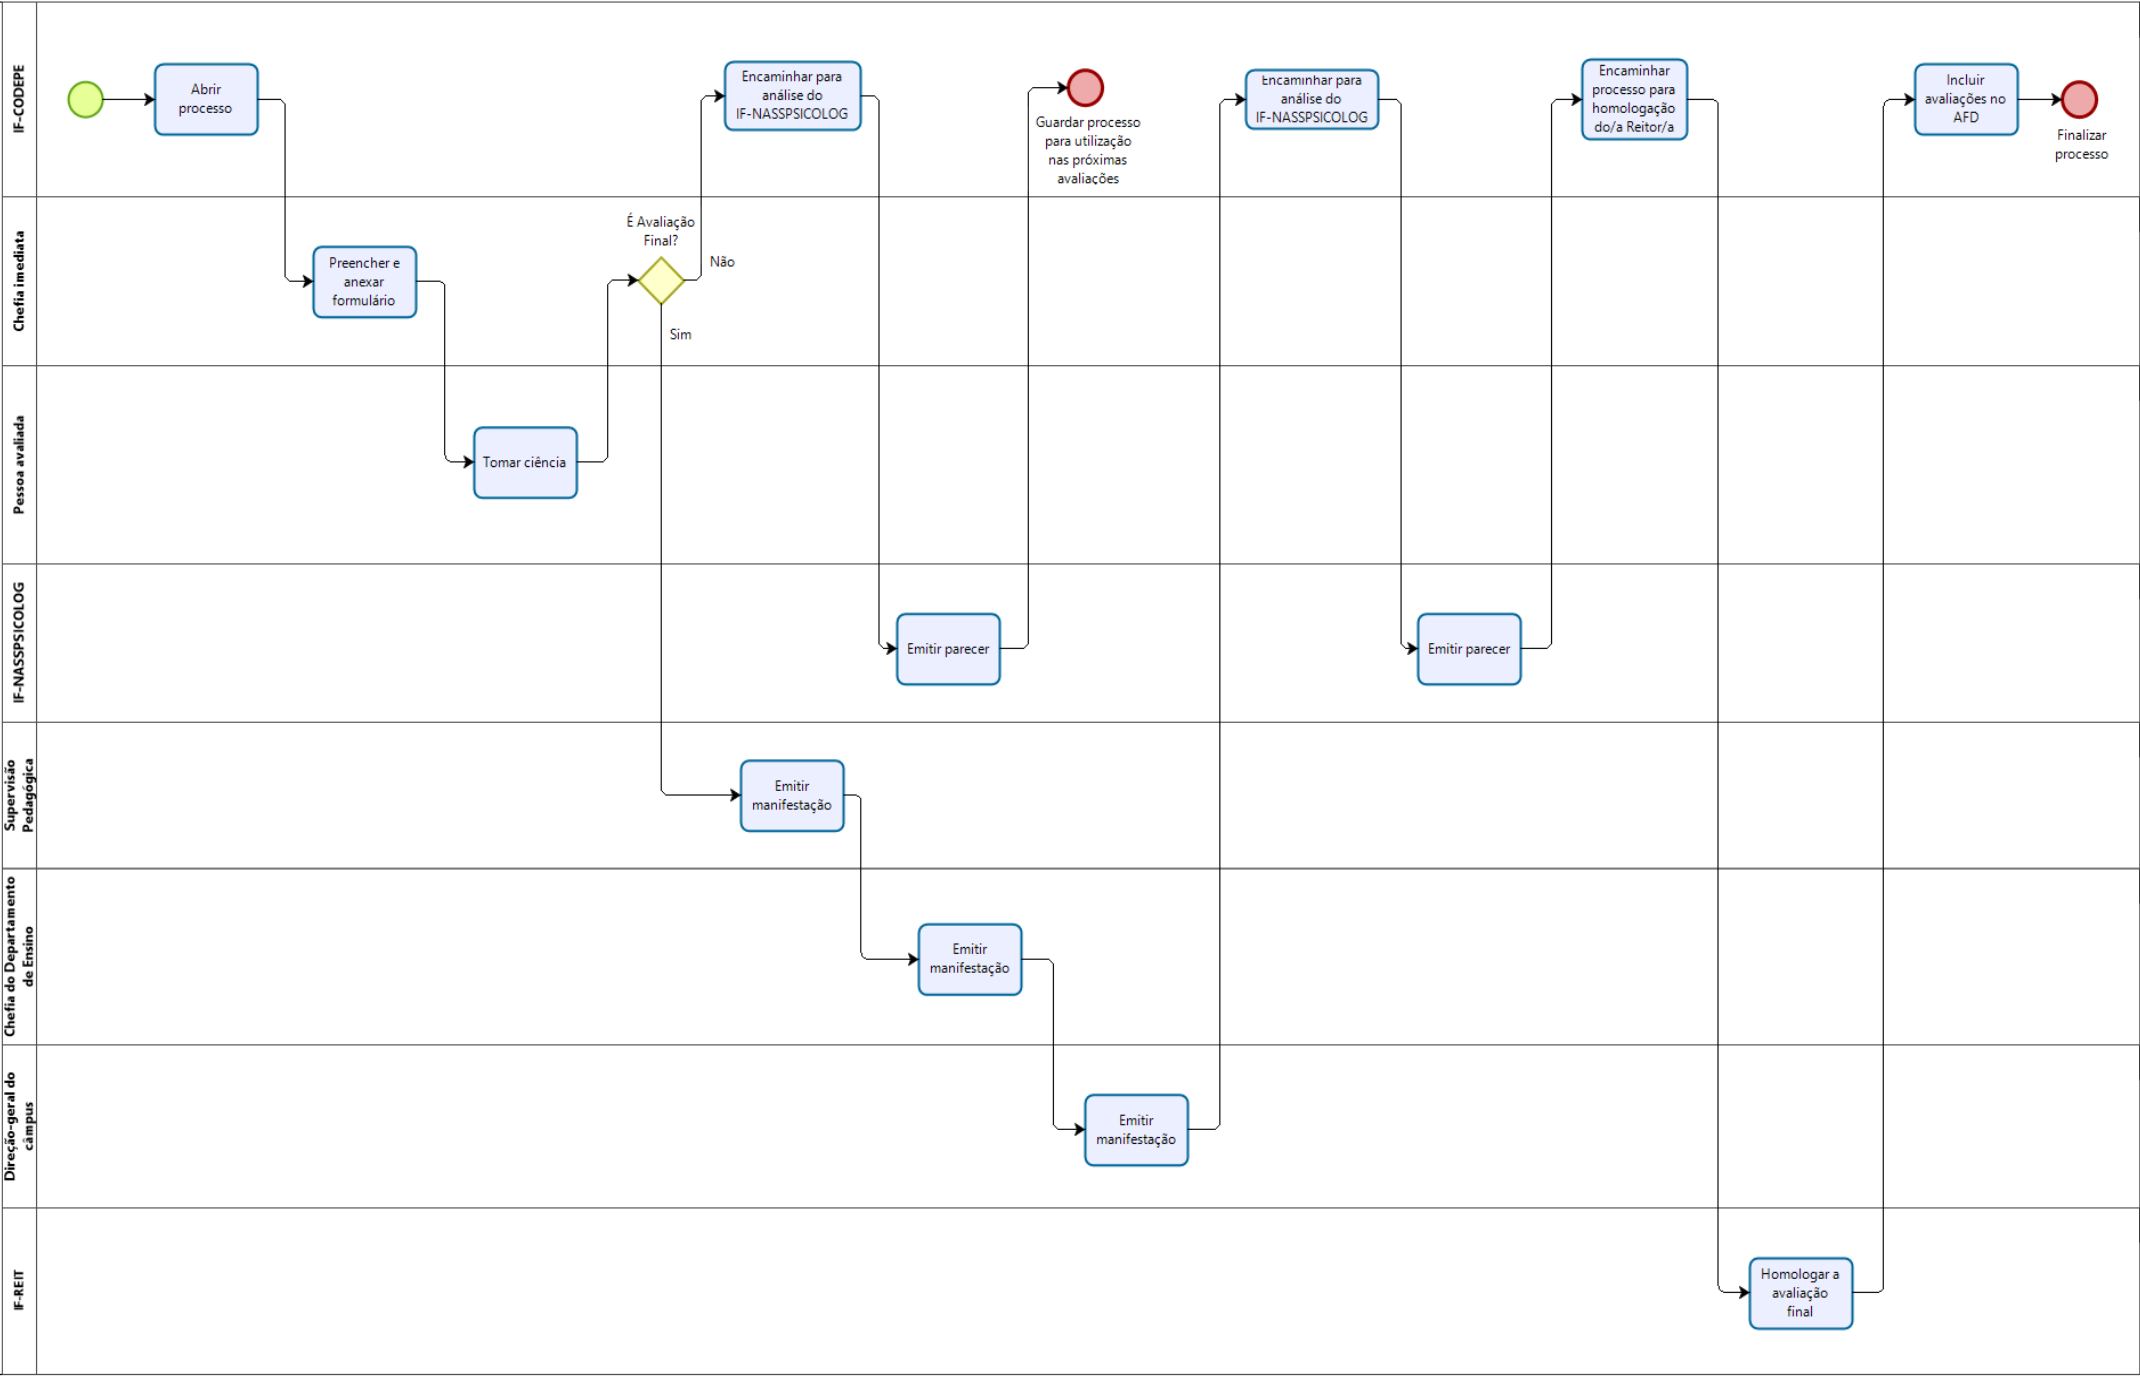 IF-CODEPE
Abrir
processo
Encaminhar para
análise do
IF-NASSPSICOLOG
Guardar processo
para utilização
nas próximas
avaliações
Encaminhar para
análise do
IF-NASSPSICOLOG
Encaminhar
processo para
homologação
do/a Reitor/a
Incluir
avaliações no
AFD
Finalizar
processo
Chefia imediata
Preencher e
anexar
formulário
É Avaliação
Final?
Não
Sim
Pessoa avaliada
Tomar ciência
IF-NASSPSICOLOG
Emitir parecer
Emitir parecer
Supervisão
Pedagógica
Emitir
manifestação
Chefia do Departamento
de Ensino
Emitir
manifestação
Direção-geral do
câmpus
Emitir
manifestação
IF-REIT
Homologar a
avaliação
final